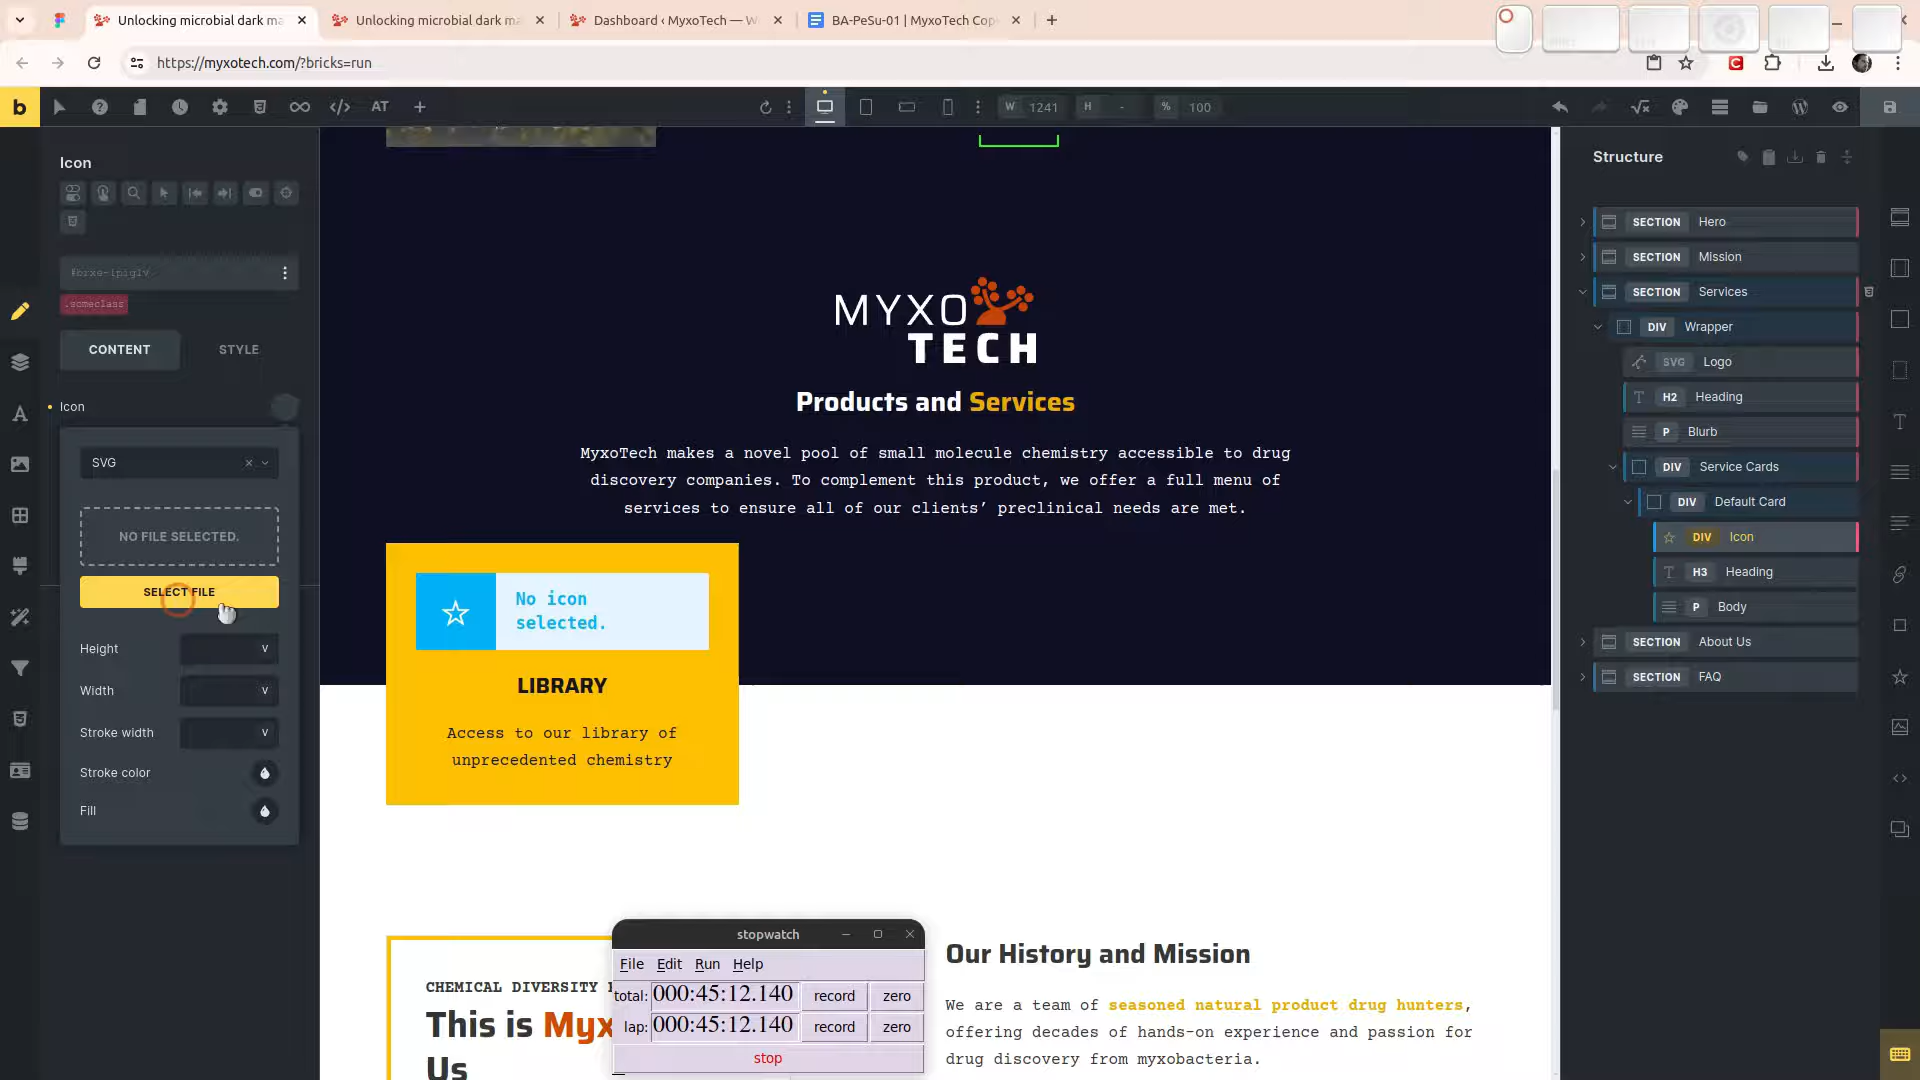 Unlocking microbial dark ma
Unlocking microbial dark ma
Dashboard ‹ MyxoTech — W
BA-PeSu-01 | MyxoTech Cop
https://myxotech.com/?bricks=run
b
AT
W 1241
H -
% 100
Icon
#brxe-ipiglv
.someclass
CONTENT
STYLE
Icon
SVG
NO FILE SELECTED.
SELECT FILE
Height
Width
Stroke width
Stroke color
Fill
MYXO
TECH
Products and Services
MyxoTech makes a novel pool of small molecule chemistry accessible to drug
discovery companies. To complement this product, we offer a full menu of
services to ensure all of our clients’ preclinical needs are met.
No icon
selected.
LIBRARY
Access to our library of
unprecedented chemistry
CHEMICAL DIVERSITY
This is Myx
Us
stopwatch
File Edit Run Help
total: 000:45:12.140 record zero
lap: 000:45:12.140 record zero
stop
Our History and Mission
We are a team of seasoned natural product drug hunters,
offering decades of hands-on experience and passion for
drug discovery from myxobacteria.
Structure
SECTION Hero
SECTION Mission
SECTION Services
DIV Wrapper
SVG Logo
H2 Heading
P Blurb
DIV Service Cards
DIV Default Card
DIV Icon
H3 Heading
P Body
SECTION About Us
SECTION FAQ